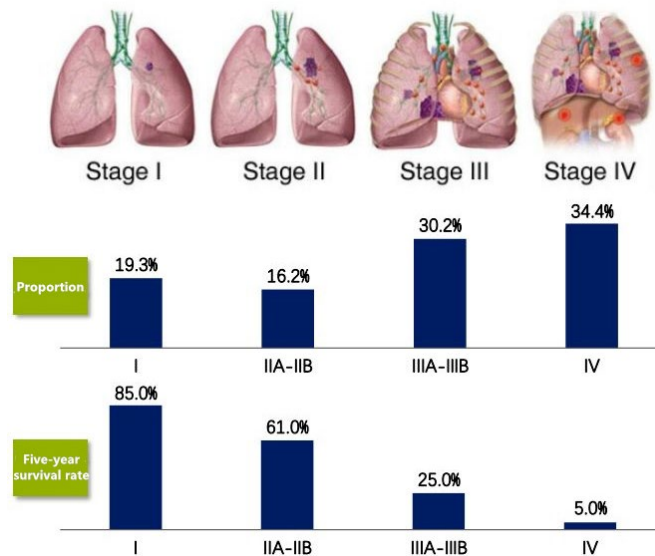 Stage I
Stage II
Stage III
Stage IV
Proportion
19.3%
16.2%
30.2%
34.4%
I
IIA-IIB
IIIA-IIIB
IV
Five-year
survival rate
85.0%
61.0%
25.0%
5.0%
I
IIA-IIB
IIIA-IIIB
IV